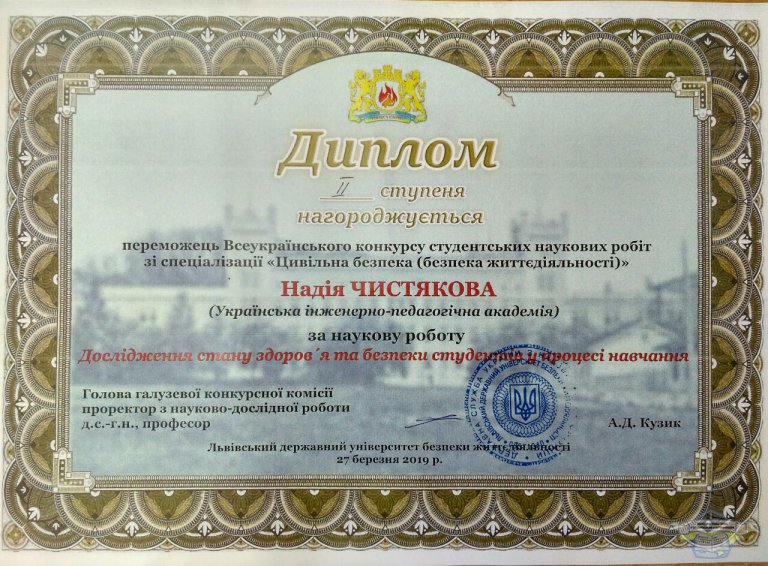 Диплом
II ступеня
нагороджується
переможець Всеукраїнського конкурсу студентських наукових робіт
зі спеціалізації «Цивільна безпека (безпека життєдіяльності)»
Надія ЧИСТЯКОВА
(Українська інженерно-педагогічна академія)
за наукову роботу
Дослідження стану здоров´я та безпеки студентів у процесі навчання
Голова галузевої конкурсної комісії
проректор з науково-дослідної роботи
д.с.-г.н., професор
А.Д. Кузик
Львівський державний університет безпеки життєдіяльності
27 березня 2019 р.